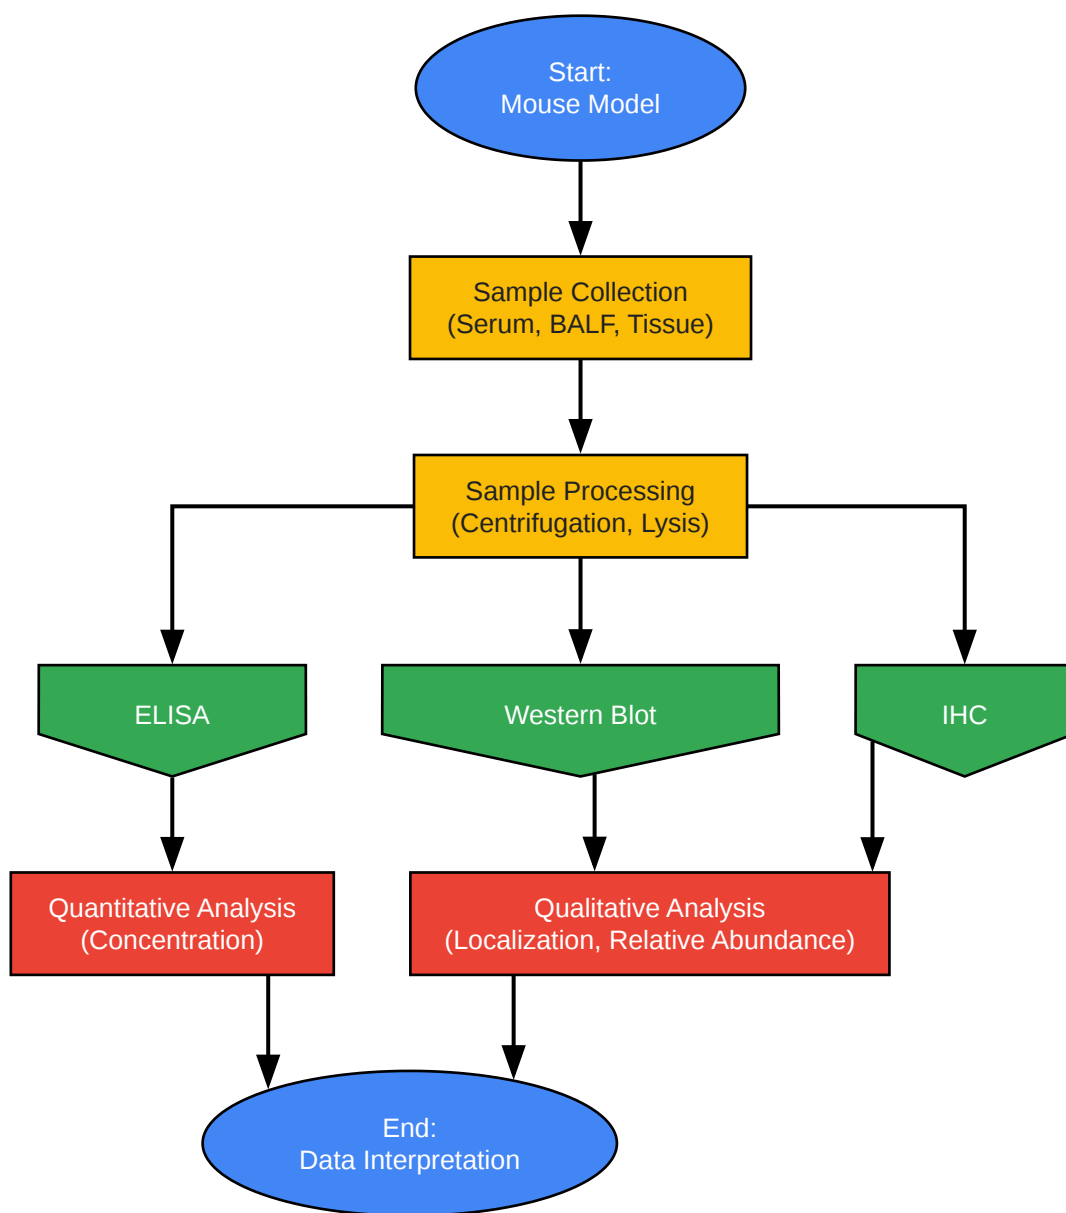 Start:
Mouse Model
Sample Collection
(Serum, BALF, Tissue)
Sample Processing
(Centrifugation, Lysis)
ELISA
Western Blot
IHC
Quantitative Analysis
(Concentration)
Qualitative Analysis
(Localization, Relative Abundance)
End:
Data Interpretation